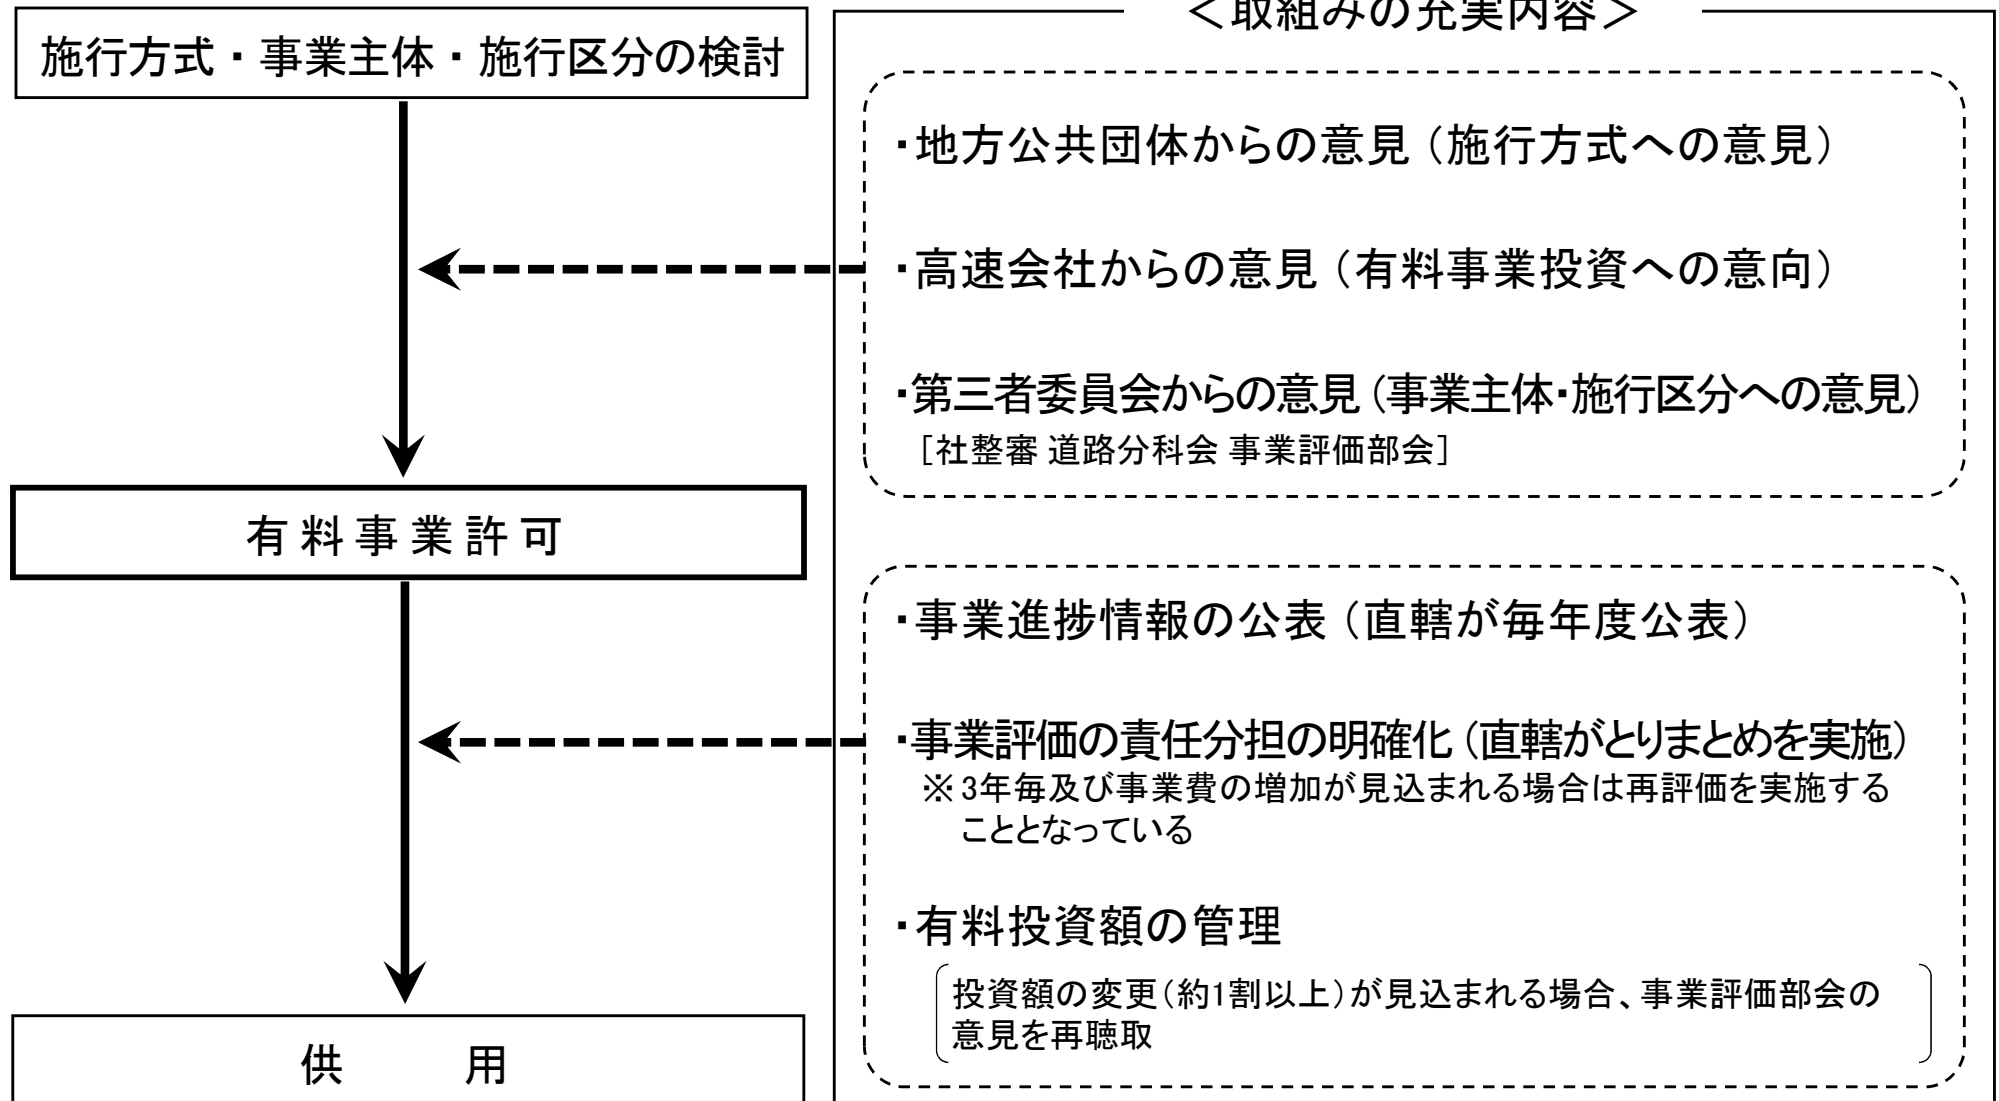 施行方式・事業主体・施行区分の検討
有料事業許可
供用
＜取組みの充実内容＞
・地方公共団体からの意見（施行方式への意見）
・高速会社からの意見（有料事業投資への意向）
・第三者委員会からの意見（事業主体・施行区分への意見）
［社整審 道路分科会 事業評価部会］
・事業進捗情報の公表（直轄が毎年度公表）
・事業評価の責任分担の明確化（直轄がとりまとめを実施）
※3年毎及び事業費の増加が見込まれる場合は再評価を実施する
こととなっている
・有料投資額の管理
投資額の変更（約1割以上）が見込まれる場合、事業評価部会の
意見を再聴取